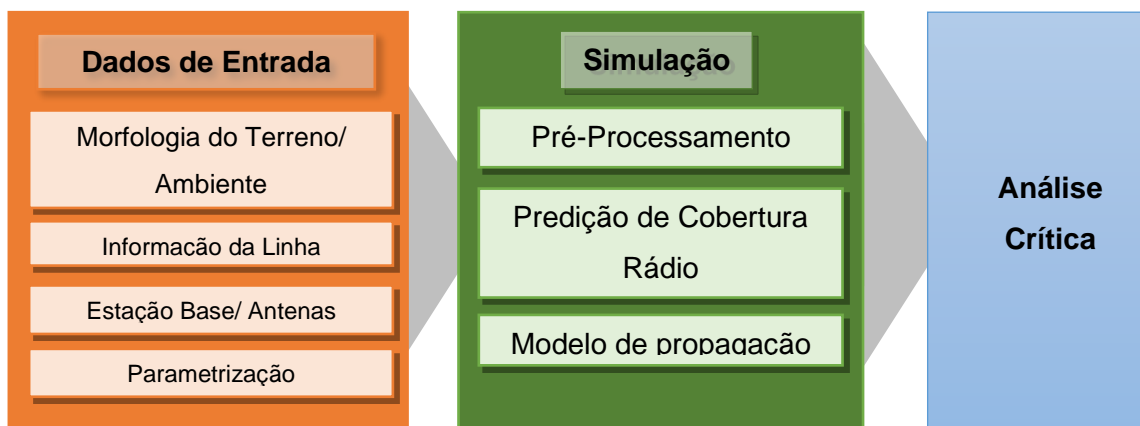 Dados de Entrada
Morfologia do Terreno/
Ambiente
Informação da Linha
Estação Base/ Antenas
Parametrização
Simulação
Pré-Processamento
Predição de Cobertura
Rádio
Modelo de propagação
Análise
Crítica